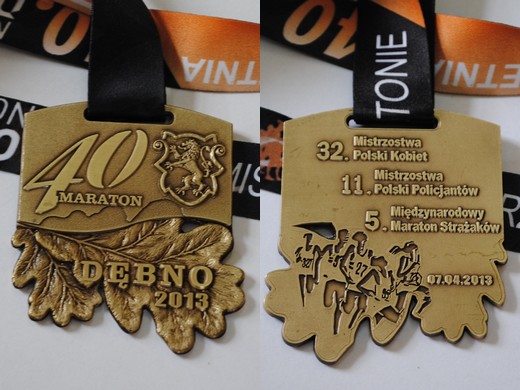 40
MARATON
DĘBNO
2013
TONIE
32. Mistrzostwa
Polski Kobiet
11. Mistrzostwa
Polski Policjantów
5. Międzynarodowy
Maraton Strażaków
07.04.2013